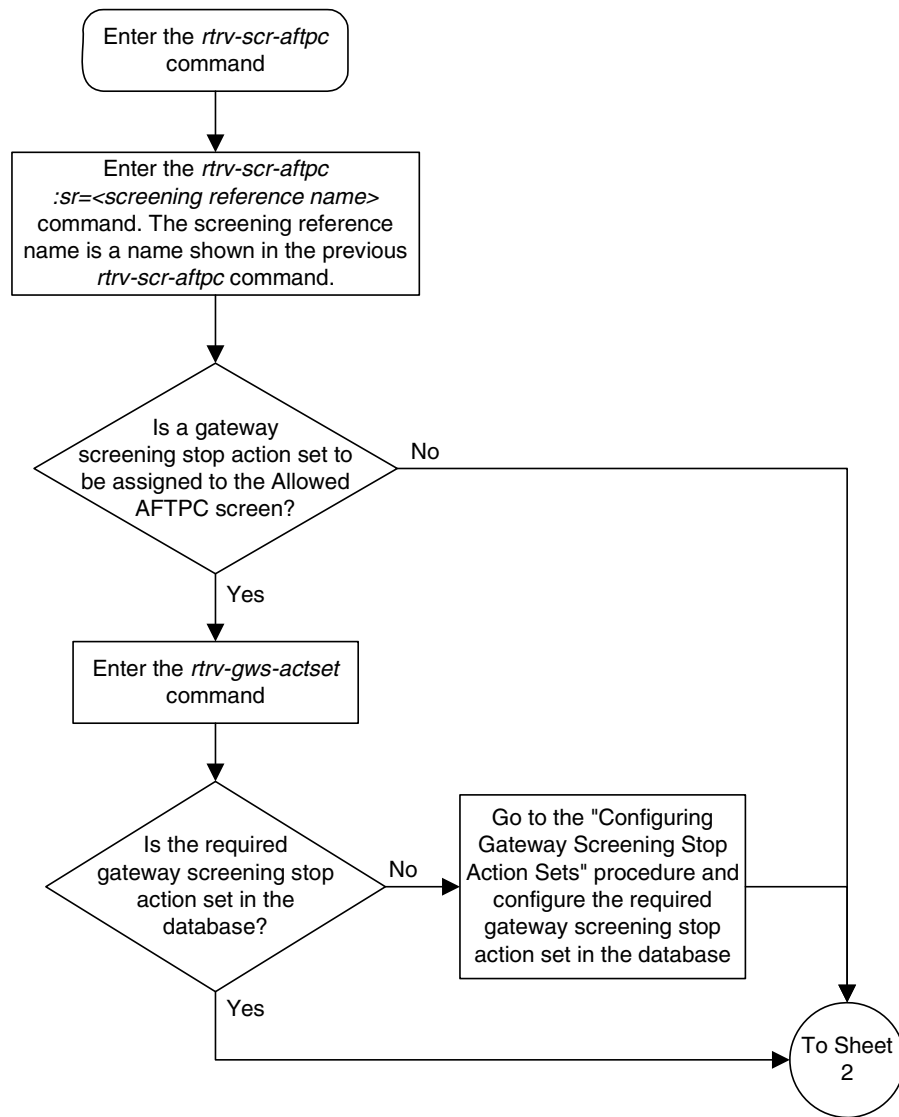 Enter the rtrv-scr-aftpc
command
Enter the rtrv-scr-aftpc
:sr=<screening reference name>
command. The screening reference
name is a name shown in the previous
rtrv-scr-aftpc command.
Is a gateway
screening stop action set to
be assigned to the Allowed
AFTPC screen?
No
Yes
Enter the rtrv-gws-actset
command
Is the required
gateway screening stop
action set in the
database?
No
Go to the "Configuring
Gateway Screening Stop
Action Sets" procedure and
configure the required
gateway screening stop
action set in the database
Yes
To Sheet
2